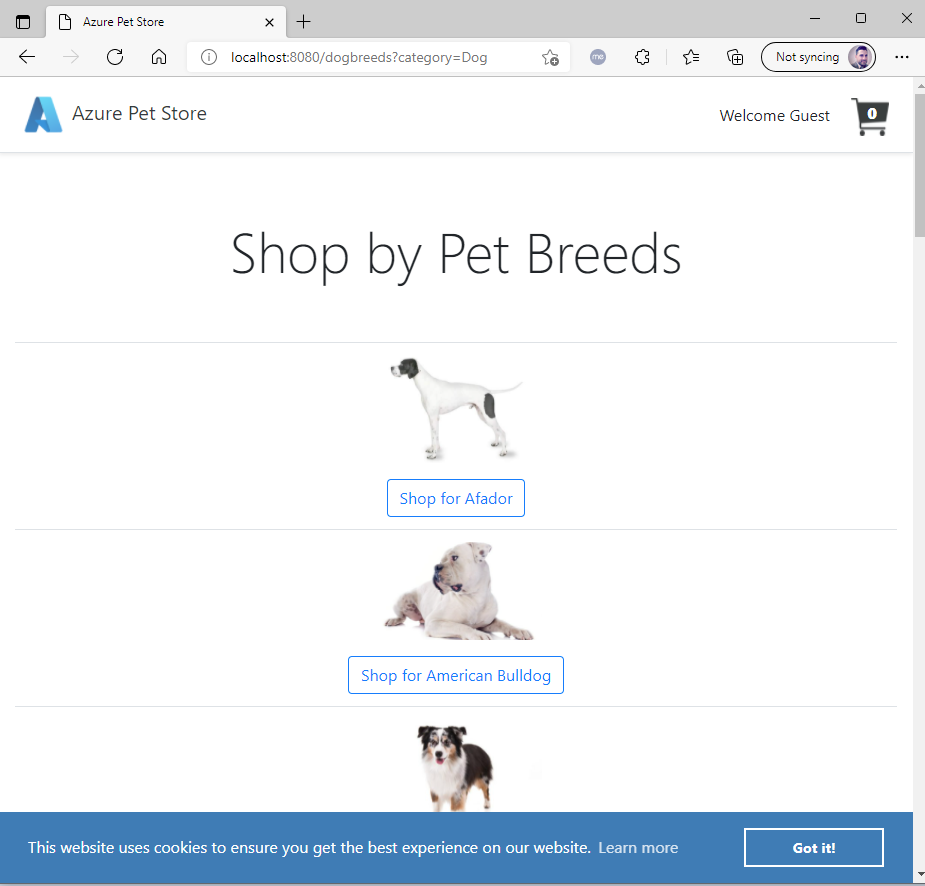 Azure Pet Store
localhost:8080/dogbreeds?category=Dog
me
Not syncing
Azure Pet Store
Welcome Guest
0
Shop by Pet Breeds
Shop for Afador
Shop for American Bulldog
This website uses cookies to ensure you get the best experience on our website. Learn more
Got it!